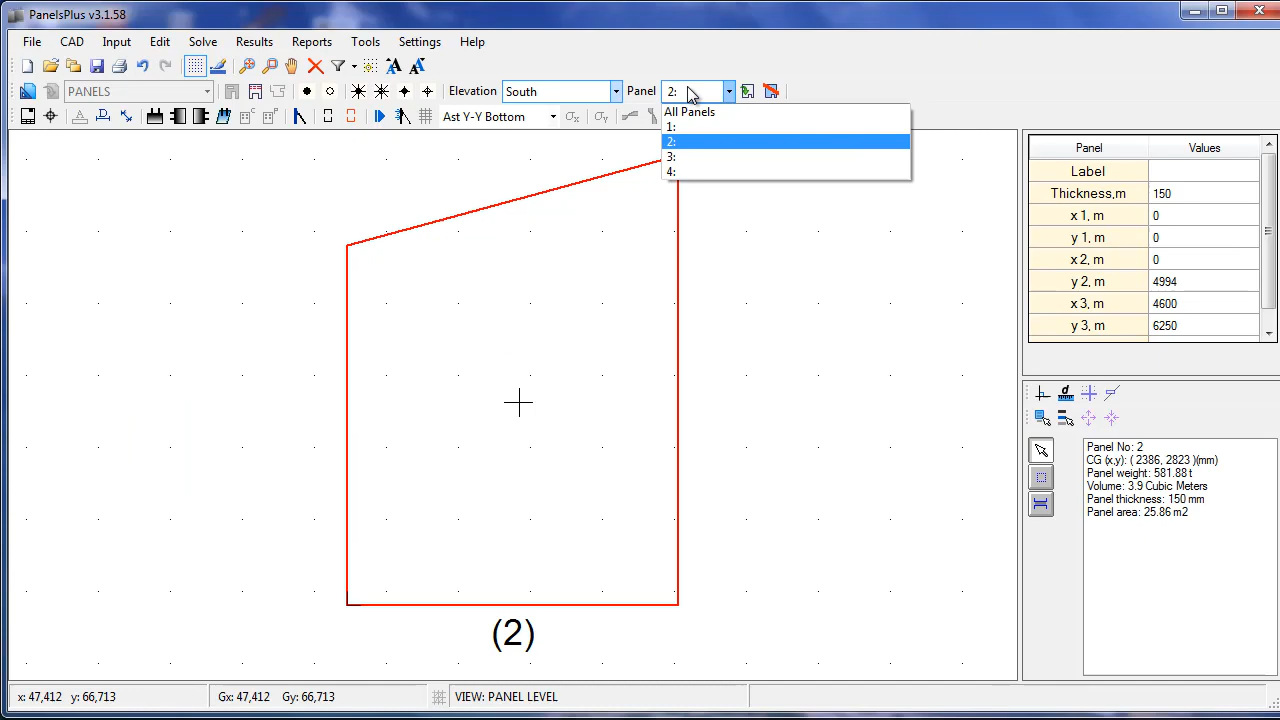 PanelsPlus v3.1.58
File CAD Input Edit Solve Results Reports Tools Settings Help
PANELS Elevation South Panel 2:
Ast Y-Y Bottom
All Panels
1:
2:
3:
4:
(2)
Panel Values
Label
Thickness,m 150
x 1, m 0
y 1, m 0
x 2, m 0
y 2, m 4994
x 3, m 4600
y 3, m 6250
Panel No: 2
CG (x,y): ( 2386, 2823 )(mm)
Panel weight: 581.88 t
Volume: 3.9 Cubic Meters
Panel thickness: 150 mm
Panel area: 25.86 m2
x: 47,412 y: 66,713 Gx: 47,412 Gy: 66,713 VIEW: PANEL LEVEL